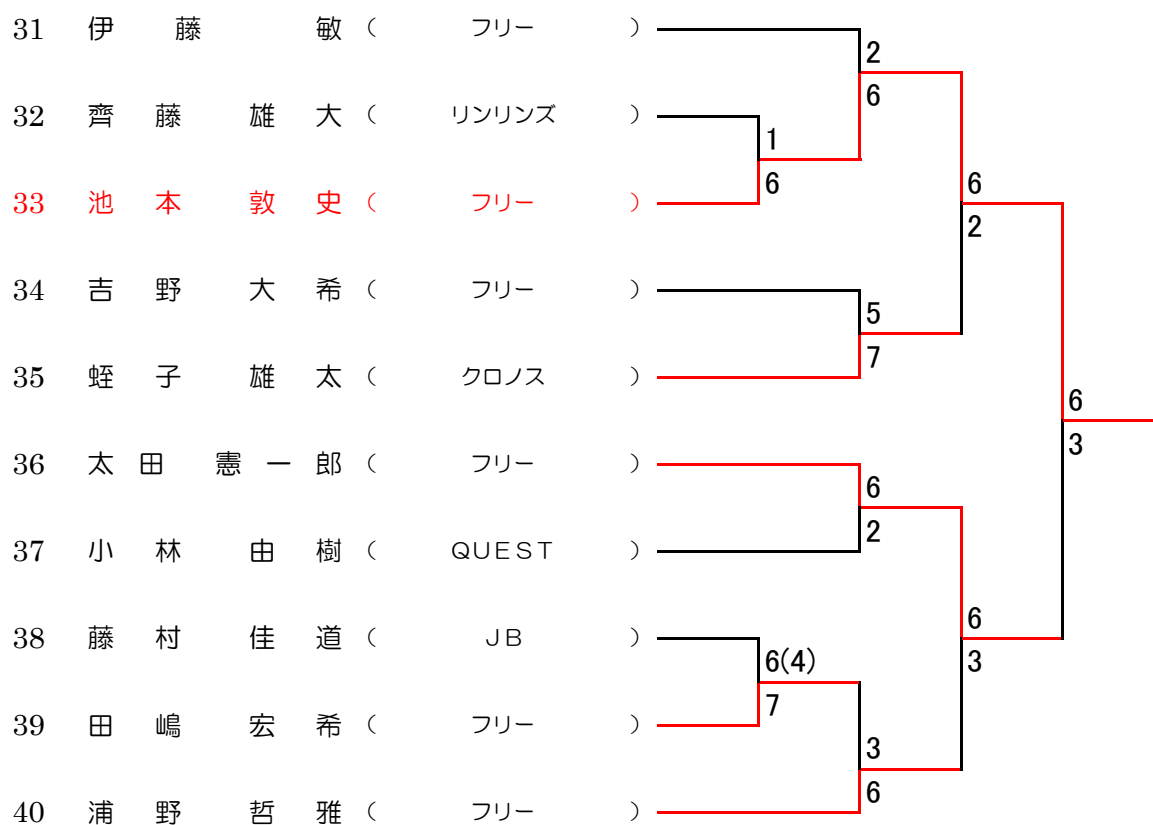 31 伊 藤 敏 ( フリー )
2
6
32 齊 藤 雄 大 ( リンリンズ )
1
6
33 池 本 敦 史 ( フリー )
6
2
34 吉 野 大 希 ( フリー )
5
7
35 蛭 子 雄 太 ( クロノス )
6
3
36 太 田 憲 一 郎 ( フリー )
6
2
37 小 林 由 樹 ( QUEST )
38 藤 村 佳 道 ( JB )
6
3
6(4)
7
39 田 嶋 宏 希 ( フリー )
3
6
40 浦 野 哲 雅 ( フリー )